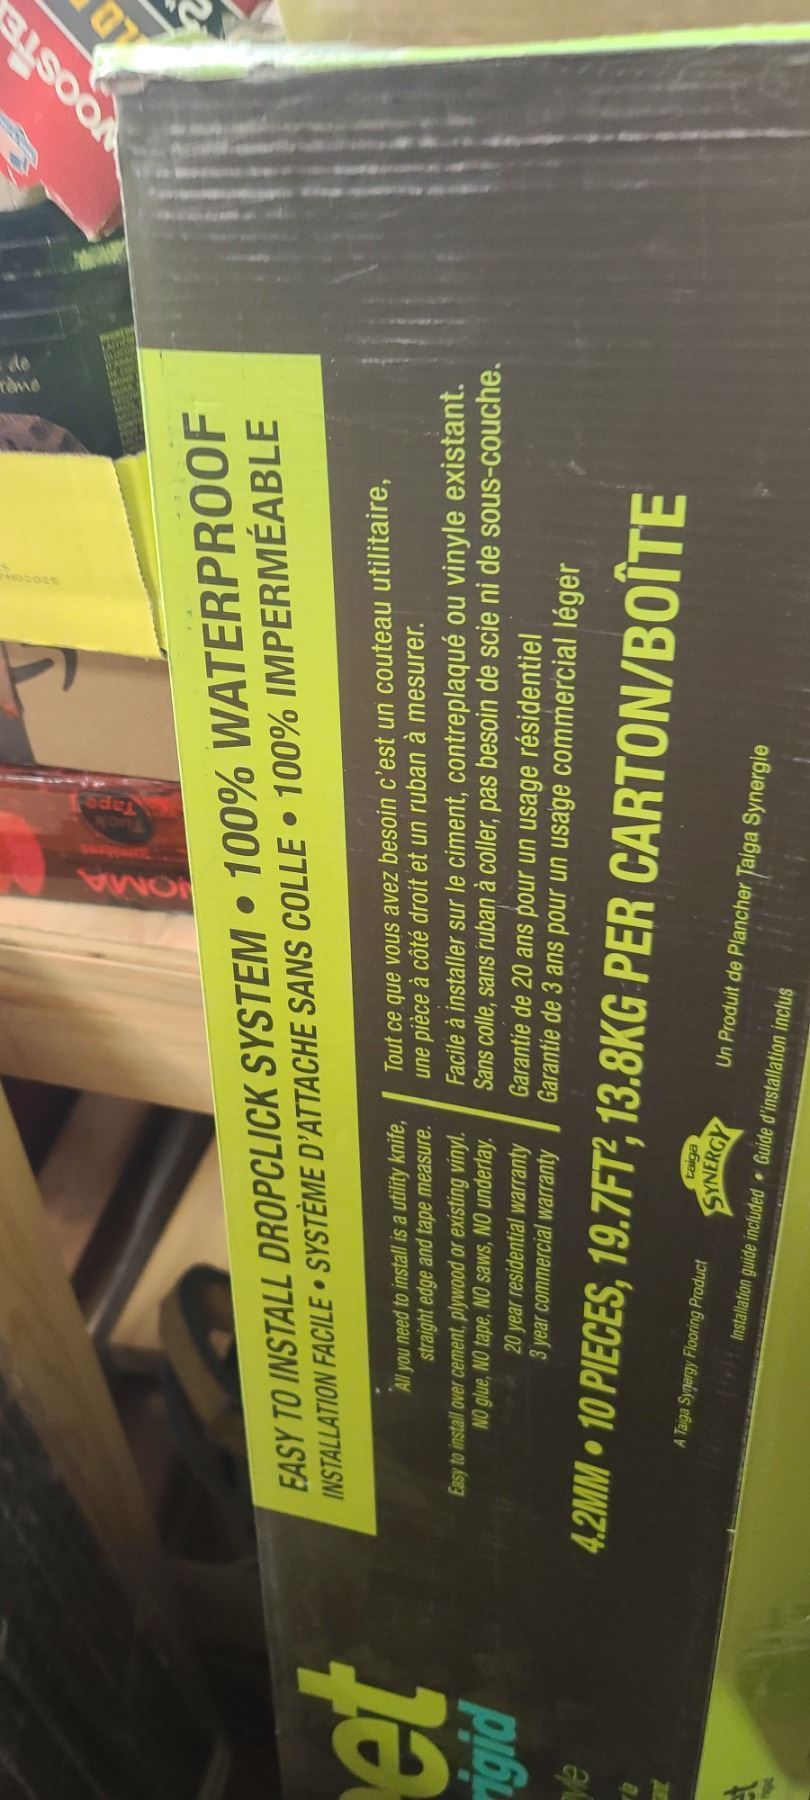 EASY TO INSTALL DROPCLICK SYSTEM • 100% WATERPROOF
INSTALLATION FACILE • SYSTÈME D'ATTACHE SANS COLLE • 100% IMPERMÉABLE
All you need to install is a utility knife,
straight edge and tape measure.
Easy to install over cement, plywood or existing vinyl.
NO glue, NO tape, NO saws, NO underlay.
20 year residential warranty
3 year commercial warranty
Tout ce que vous avez besoin c'est un couteau utilitaire,
une pièce à côté droit et un ruban à mesurer.
Facile à installer sur le ciment, contreplaqué ou vinyle existant.
Sans colle, sans ruban à coller, pas besoin de scie ni de sous-couche.
Garantie de 20 ans pour un usage résidentiel
Garantie de 3 ans pour un usage commercial léger
4.2MM • 10 PIECES, 19.7FT², 13.8KG PER CARTON/BOÎTE
A Taiga Synergy Flooring Product
taiga
SYNERGY
Un Produit de Plancher Taiga Synergie
Installation guide included • Guide d'installation inclus
et
rigid
NOMA
Tape
de